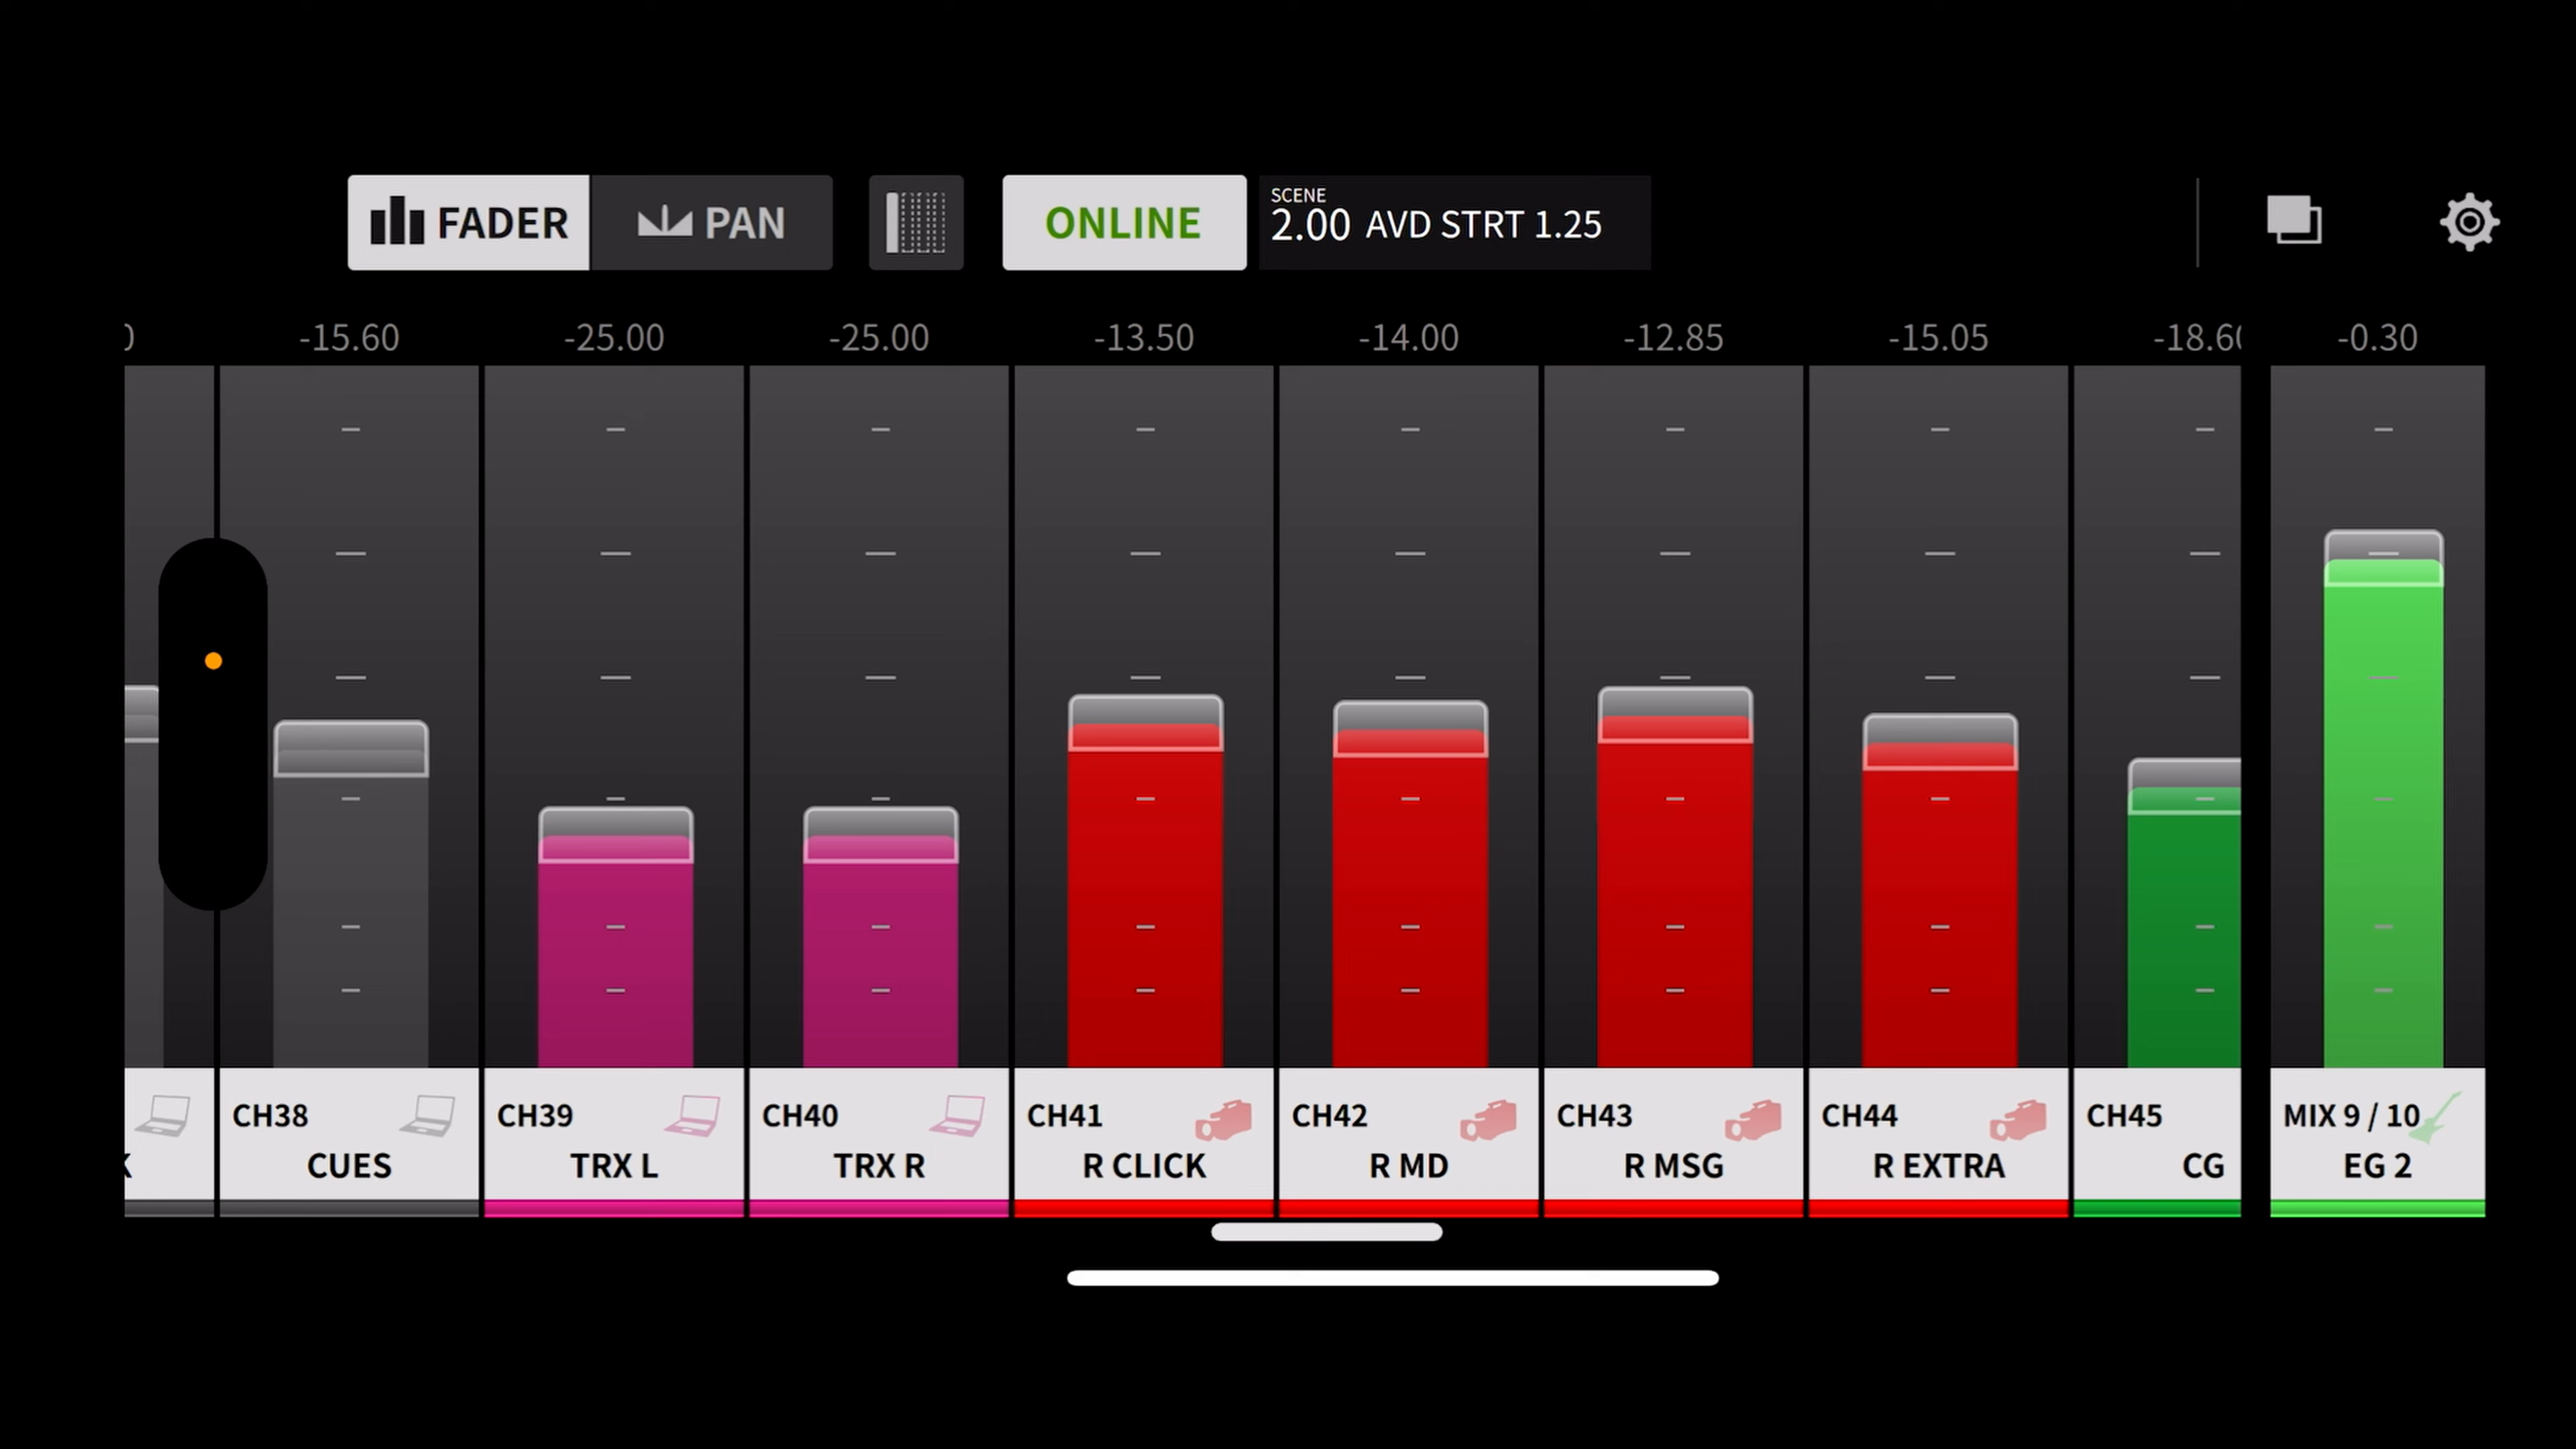 FADER PAN ONLINE SCENE
2.00 AVD STRT 1.25
-15.60 -25.00 -25.00 -13.50 -14.00 -12.85 -15.05 -18.60 -0.30
CH38 CH39 CH40 CH41 CH42 CH43 CH44 CH45 MIX 9 / 10
CUES TRX L TRX R R CLICK R MD R MSG R EXTRA CG EG 2